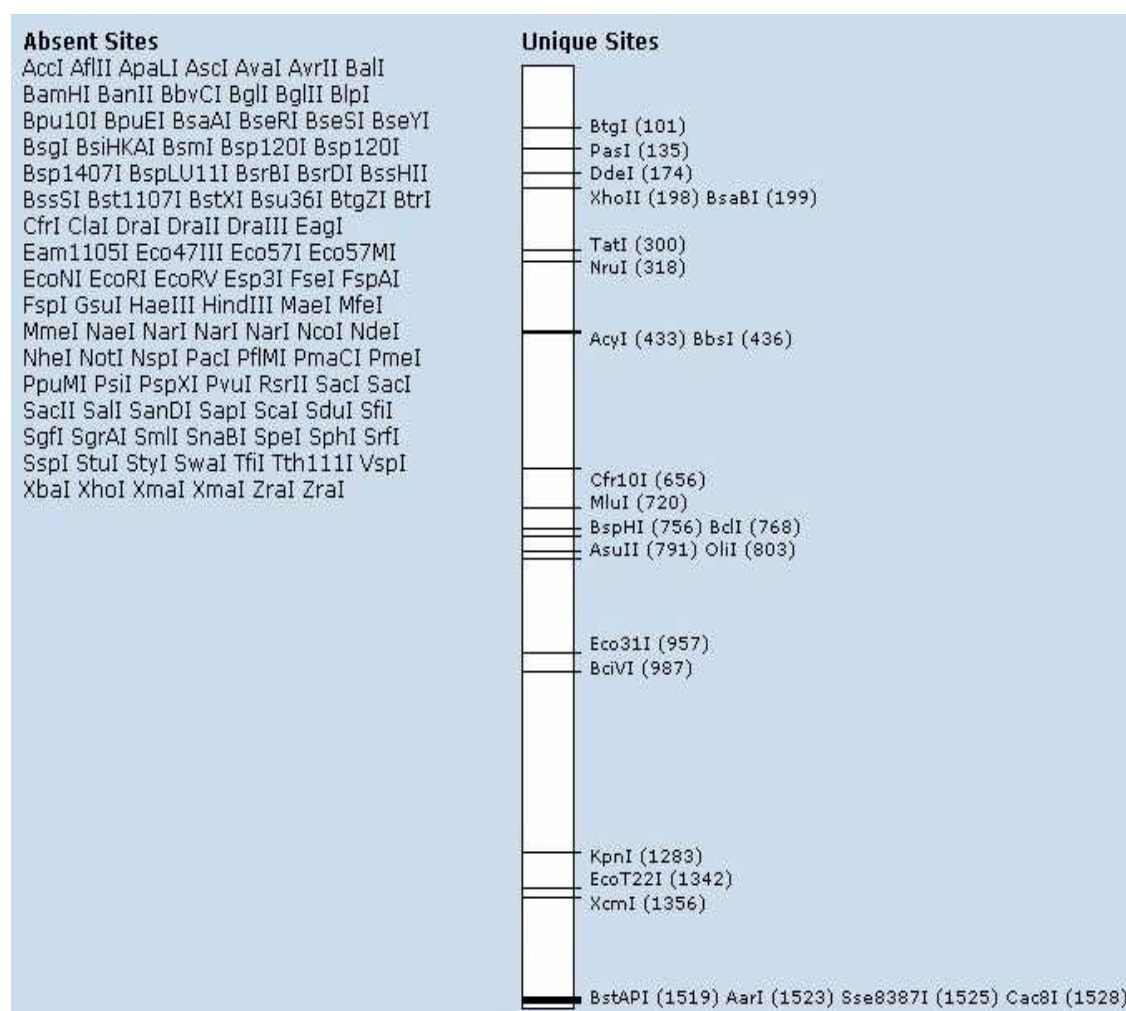 Absent Sites
AccI AflII ApaLI AscI AvaI AvrII BalI
BamHI BanII BbvCI BglI BglII BlpI
Bpu10I BpuEI BsaAI BseRI BseSI BseYI
BsgI BsiHKAI BsmI Bsp120I Bsp120I
Bsp1407I BspLU11I BsrBI BsrDI BssHII
BssSI Bst1107I BstXI Bsu36I BtgZI BtrI
CfrI ClaI DraI DraII DraIII EagI
Eam1105I Eco47III Eco57I Eco57MI
EcoNI EcoRI EcoRV Esp3I FseI FspAI
FspI GsuI HaeIII HindIII MaeI MfeI
MmeI NaeI NarI NarI NarI NcoI NdeI
NheI NotI NspI PacI PflMI PmaCI PmeI
PpuMI PsiI PspXI PvuI RsrII SacI SacI
SacII SalI SanDI SapI ScaI SduI SfiI
SgfI SgrAI SmlI SnaBI SpeI SphI SrfI
SspI StuI StyI SwaI TfiI Tth111I VspI
XbaI XhoI XmaI XmaI ZraI ZraI
Unique Sites
BtgI (101)
PasI (135)
DdeI (174)
XhoII (198) BsaBI (199)
TatI (300)
NruI (318)
AcyI (433) BbsI (436)
Cfr10I (656)
MluI (720)
BspHI (756) BclI (768)
AsuII (791) OliI (803)
Eco31I (957)
BciVI (987)
KpnI (1283)
EcoT22I (1342)
XcmI (1356)
BstAPI (1519) AarI (1523) Sse8387I (1525) Cac8I (1528)